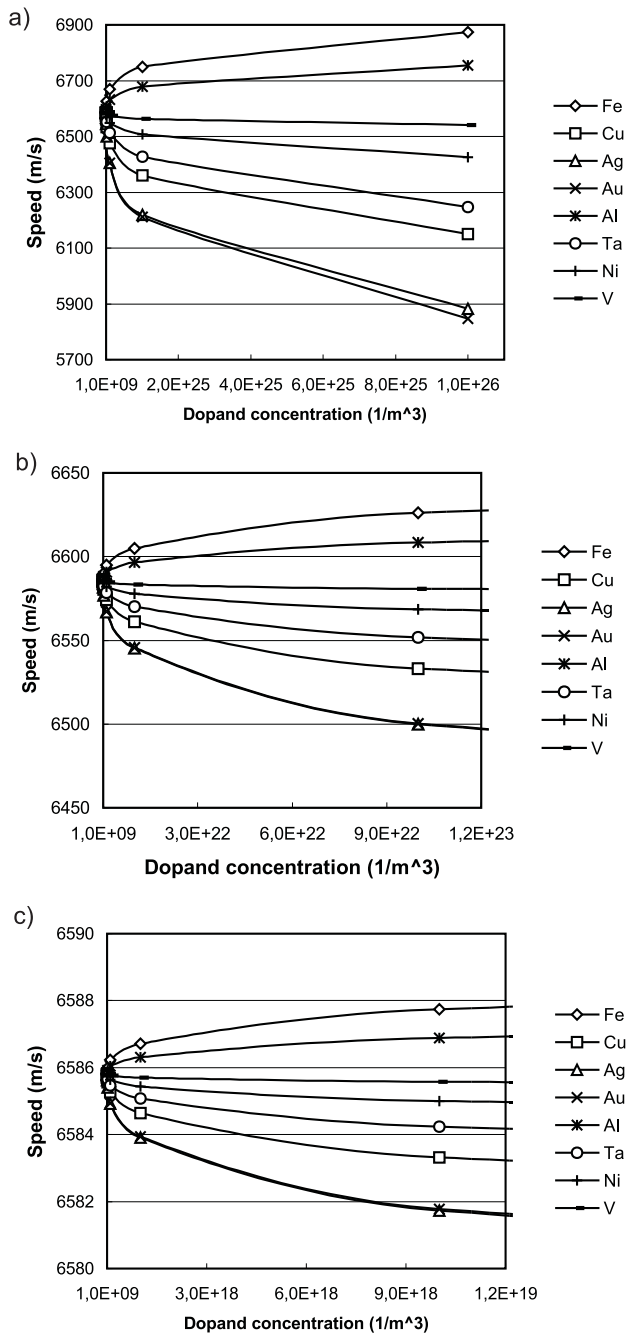 a)
6900
6700
6500
6300
6100
5900
5700
Speed (m/s)
1,0E+09 2,0E+25 4,0E+25 6,0E+25 8,0E+25 1,0E+26
Dopand concentration (1/m^3)
Fe
Cu
Ag
Au
Al
Ta
Ni
V
b)
6650
6600
6550
6500
6450
Speed (m/s)
1,0E+09 3,0E+22 6,0E+22 9,0E+22 1,2E+23
Dopand concentration (1/m^3)
Fe
Cu
Ag
Au
Al
Ta
Ni
V
c)
6590
6588
6586
6584
6582
6580
Speed (m/s)
1,0E+09 3,0E+18 6,0E+18 9,0E+18 1,2E+19
Dopand concentration (1/m^3)
Fe
Cu
Ag
Au
Al
Ta
Ni
V